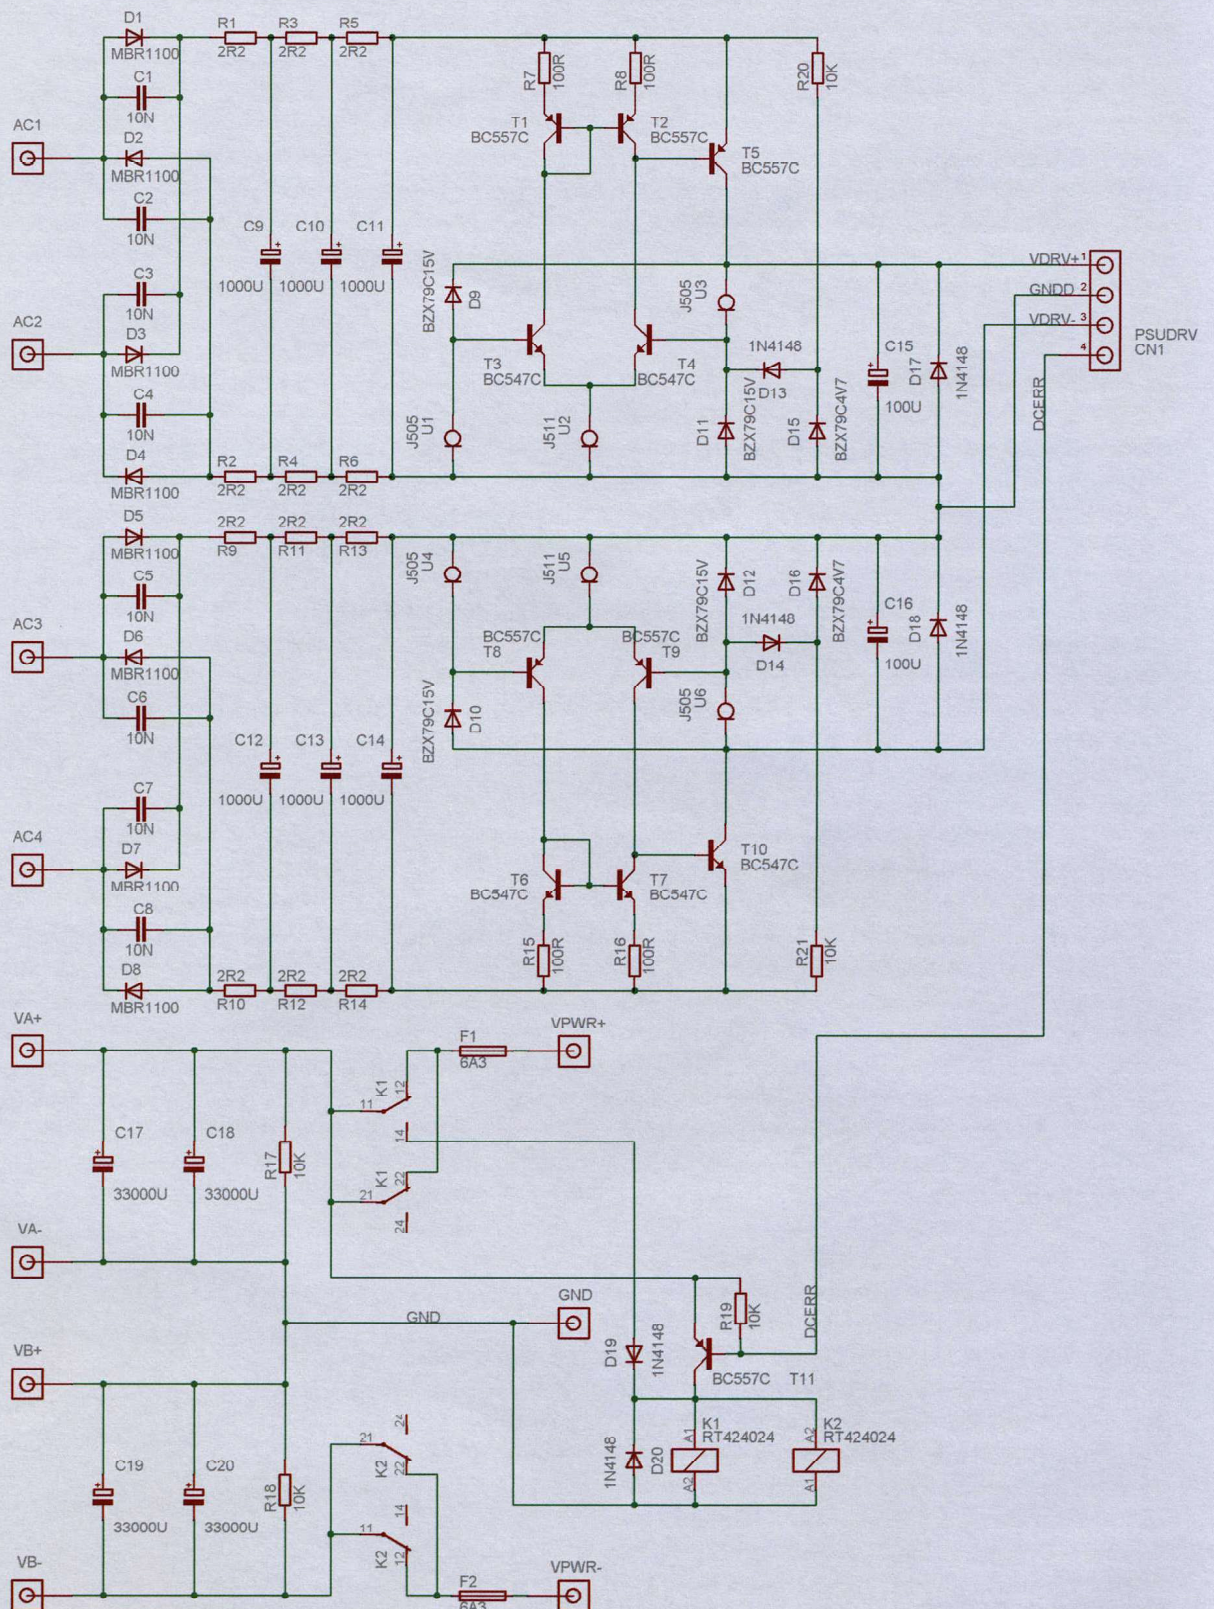 D1
MBR1100
R1
2R2
R3
2R2
R5
2R2
C1
10N
AC1
D2
MBR1100
C2
10N
R7
100R
R8
100R
R20
10K
T1
BC557C
T2
BC557C
T5
BC557C
C9
1000U
C10
1000U
C11
1000U
C3
10N
AC2
D3
MBR1100
C4
10N
D4
MBR1100
R2
2R2
R4
2R2
R6
2R2
BZX79C15V
D9
J505
U3
T3
BC547C
T4
BC547C
1N4148
D13
J505
U1
J511
U2
D11
BZX79C15V
D15
BZX79C4V7
C15
100U
D17
1N4148
VDRV+
1
GNDD
2
VDRV-
3
4
PSUDRV
CN1
DCERR
D5
MBR1100
2R2
R9
2R2
R11
2R2
R13
C5
10N
AC3
D6
MBR1100
C6
10N
J505
U4
J511
U5
BZX79C15V
D12
D16
BZX79C4V7
BC557C
T8
BC557C
T9
1N4148
D14
C16
100U
D18
1N4148
BZX79C15V
D10
J505
U6
C12
1000U
C13
1000U
C14
1000U
C7
10N
AC4
D7
MBR1100
C8
10N
D8
MBR1100
2R2
R10
2R2
R12
2R2
R14
T6
BC547C
T7
BC547C
T10
BC547C
R15
100R
R16
100R
R21
10K
VA+
F1
6A3
VPWR+
K1
12
11
14
C17
33000U
C18
33000U
R17
10K
K1
22
21
24
VA-
GND
GND
R19
10K
DCERR
D19
1N4148
BC557C
T11
VB+
24
21
22
K2
C19
33000U
C20
33000U
R18
10K
1N4148
D20
A1
K1
RT424024
A2
A2
K2
RT424024
A1
14
11
12
K2
VB-
F2
6A3
VPWR-